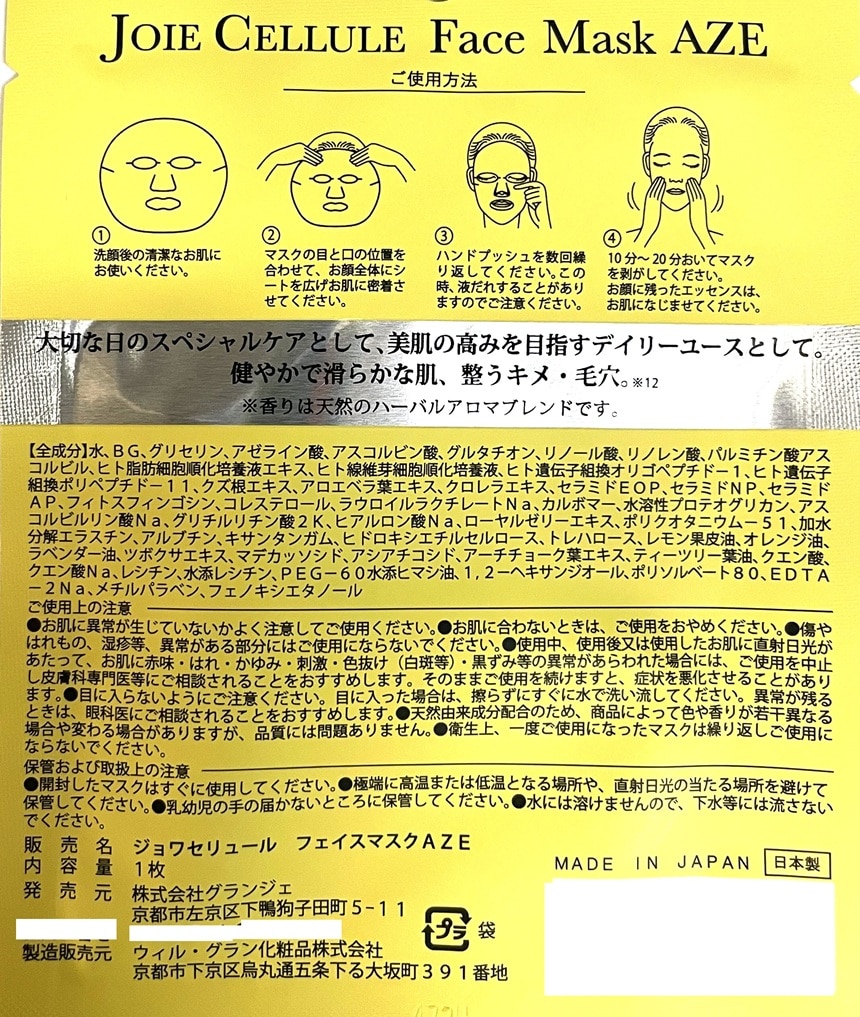 JOIE CELLULE Face Mask AZE
ご使用方法
①
洗顔後の清潔なお肌に
お使いください。
②
マスクの目と口の位置を
合わせて、お顔全体にシ
ートを広げお肌に密着さ
せてください。
③
ハンドプッシュを数回繰
り返してください。この
時、液だれすることがあり
ますのでご注意ください。
④
10分～20分おいてマスク
を剥がしてください。
お顔に残ったエッセンスは、
お肌になじませてください。
大切な日のスペシャルケアとして、美肌の高みを目指すデイリーユースとして。
健やかで滑らかな肌、整うキメ・毛穴。※12
※香りは天然のハーバルアロマブレンドです。
【全成分】水、ＢＧ、グリセリン、アゼライン酸、アスコルビン酸、グルタチオン、リノール酸、リノレン酸、パルミチン酸アス
コルビル、ヒト脂肪細胞順化培養液エキス、ヒト線維芽細胞順化培養液、ヒト遺伝子組換オリゴペプチド－１、ヒト遺伝子
組換ポリペプチド－１１、クズ根エキス、アロエベラ葉エキス、クロレラエキス、セラミドＥＯＰ、セラミドＮＰ、セラミド
ＡＰ、フィトスフィンゴシン、コレステロール、ラウロイルラクチレートＮａ、カルボマー、水溶性プロテオグリカン、アス
コルビルリン酸Ｎａ、グリチルリチン酸２Ｋ、ヒアルロン酸Ｎａ、ローヤルゼリーエキス、ポリクオタニウム－５１、加水
分解エラスチン、アルブチン、キサンタンガム、ヒドロキシエチルセルロース、トレハロース、レモン果皮油、オレンジ油、
ラベンダー油、ツボクサエキス、マデカッソシド、アシアチコシド、アーチチョーク葉エキス、ティーツリー葉油、クエン酸、
クエン酸Ｎａ、レシチン、水添レシチン、ＰＥＧ－６０水添ヒマシ油、１，２－ヘキサンジオール、ポリソルベート８０、ＥＤＴＡ
－２Ｎａ、メチルパラベン、フェノキシエタノール
ご使用上の注意
●お肌に異常が生じていないかよく注意してご使用ください。●お肌に合わないときは、ご使用をおやめください。●傷や
はれもの、湿疹等、異常がある部分にはご使用にならないでください。●使用中、使用後又は使用したお肌に直射日光が
あたって、お肌に赤味・はれ・かゆみ・刺激・色抜け（白斑等）・黒ずみ等の異常があらわれた場合には、ご使用を中止
し皮膚科専門医等にご相談されることをおすすめします。そのままご使用を続けますと、症状を悪化させることがあり
ます。●目に入らないようにご注意ください。目に入った場合は、擦らずにすぐに水で洗い流してください。異常が残る
ときは、眼科医にご相談されることをおすすめします。●天然由来成分配合のため、商品によって色や香りが若干異なる
場合や変わる場合がありますが、品質には問題ありません。●衛生上、一度ご使用になったマスクは繰り返しご使用に
ならないでください。
保管および取扱上の注意
●開封したマスクはすぐに使用してください。●極端に高温または低温となる場所や、直射日光の当たる場所を避けて
保管してください。●乳幼児の手の届かないところに保管してください。●水には溶けませんので、下水等には流さない
でください。
販売名 ジョワセリュール　フェイスマスクＡＺＥ
内容量 1枚
発売元 株式会社グランジェ
京都市左京区下鴨狗子田町５－１１
製造販売元 ウィル・グラン化粧品株式会社
京都市下京区烏丸通五条下る大坂町３９１番地
プラ 袋
MADE IN JAPAN 日本製